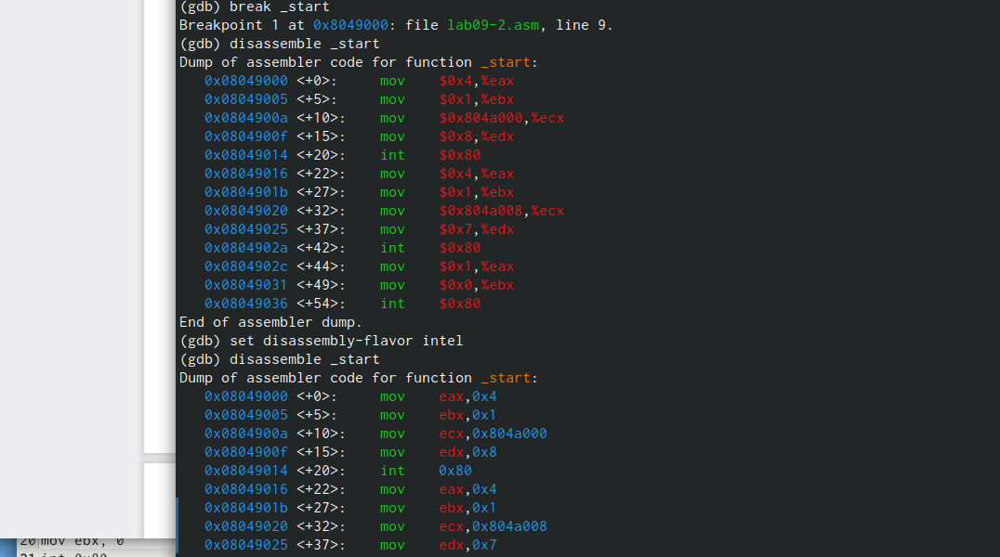 (gdb) break _start
Breakpoint 1 at 0x8049000: file lab09-2.asm, line 9.
(gdb) disassemble _start
Dump of assembler code for function _start:
   0x08049000 <+0>:     mov    $0x4,%eax
   0x08049005 <+5>:     mov    $0x1,%ebx
   0x0804900a <+10>:    mov    $0x804a000,%ecx
   0x0804900f <+15>:    mov    $0x8,%edx
   0x08049014 <+20>:    int    $0x80
   0x08049016 <+22>:    mov    $0x4,%eax
   0x0804901b <+27>:    mov    $0x1,%ebx
   0x08049020 <+32>:    mov    $0x804a008,%ecx
   0x08049025 <+37>:    mov    $0x7,%edx
   0x0804902a <+42>:    int    $0x80
   0x0804902c <+44>:    mov    $0x1,%eax
   0x08049031 <+49>:    mov    $0x0,%ebx
   0x08049036 <+54>:    int    $0x80
End of assembler dump.
(gdb) set disassembly-flavor intel
(gdb) disassemble _start
Dump of assembler code for function _start:
   0x08049000 <+0>:     mov    eax,0x4
   0x08049005 <+5>:     mov    ebx,0x1
   0x0804900a <+10>:    mov    ecx,0x804a000
   0x0804900f <+15>:    mov    edx,0x8
   0x08049014 <+20>:    int    0x80
   0x08049016 <+22>:    mov    eax,0x4
   0x0804901b <+27>:    mov    ebx,0x1
   0x08049020 <+32>:    mov    ecx,0x804a008
   0x08049025 <+37>:    mov    edx,0x7
20 mov ebx, 0